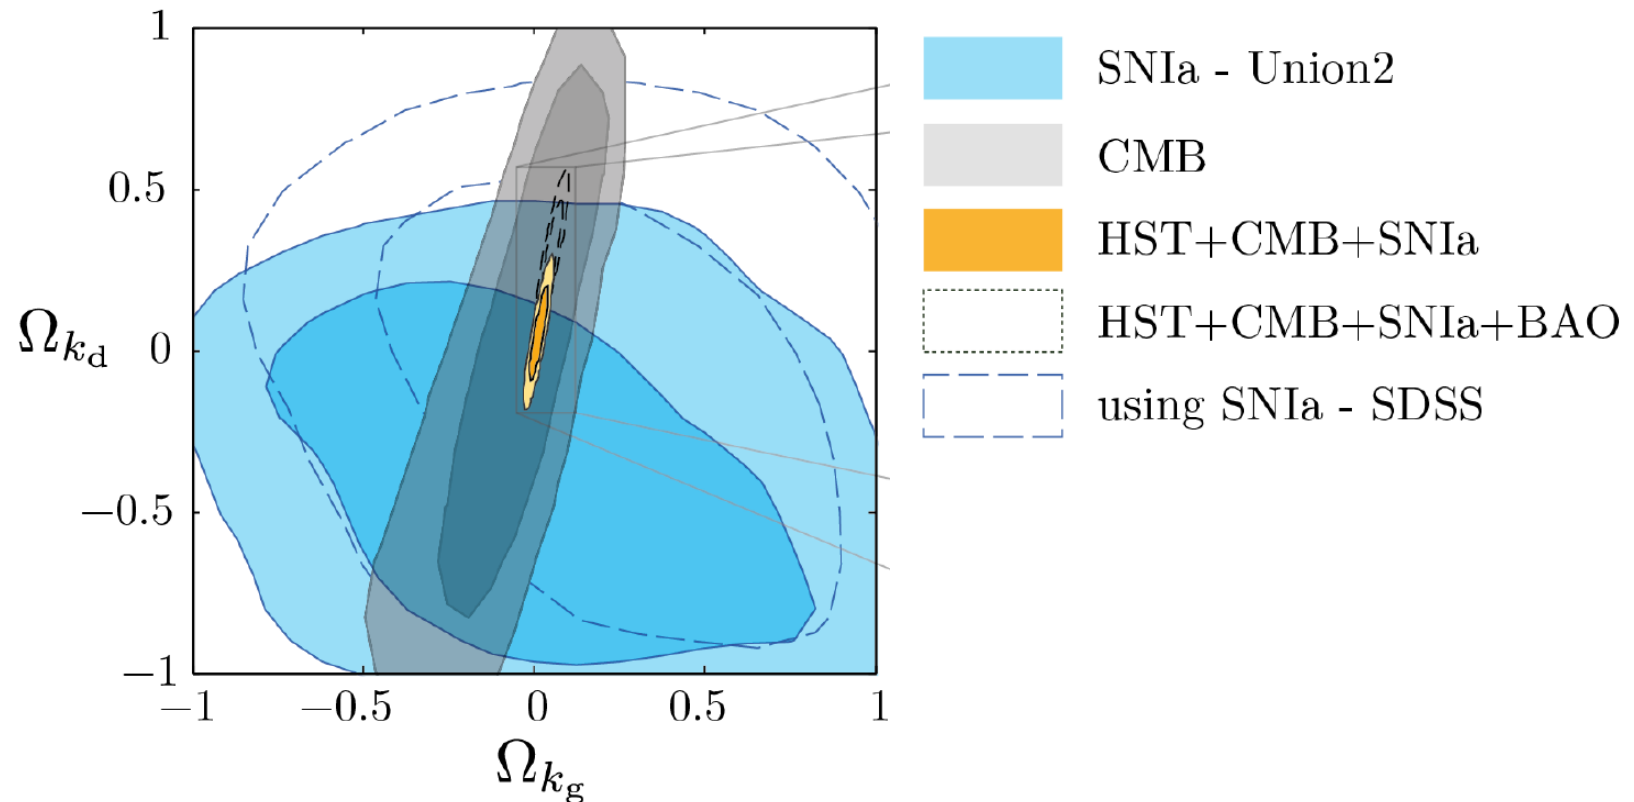 1
0.5
Ω_{k_d}
0
−0.5
−1
−1
−0.5
0
0.5
1
Ω_{k_g}
SNIa - Union2
CMB
HST+CMB+SNIa
HST+CMB+SNIa+BAO
using SNIa - SDSS